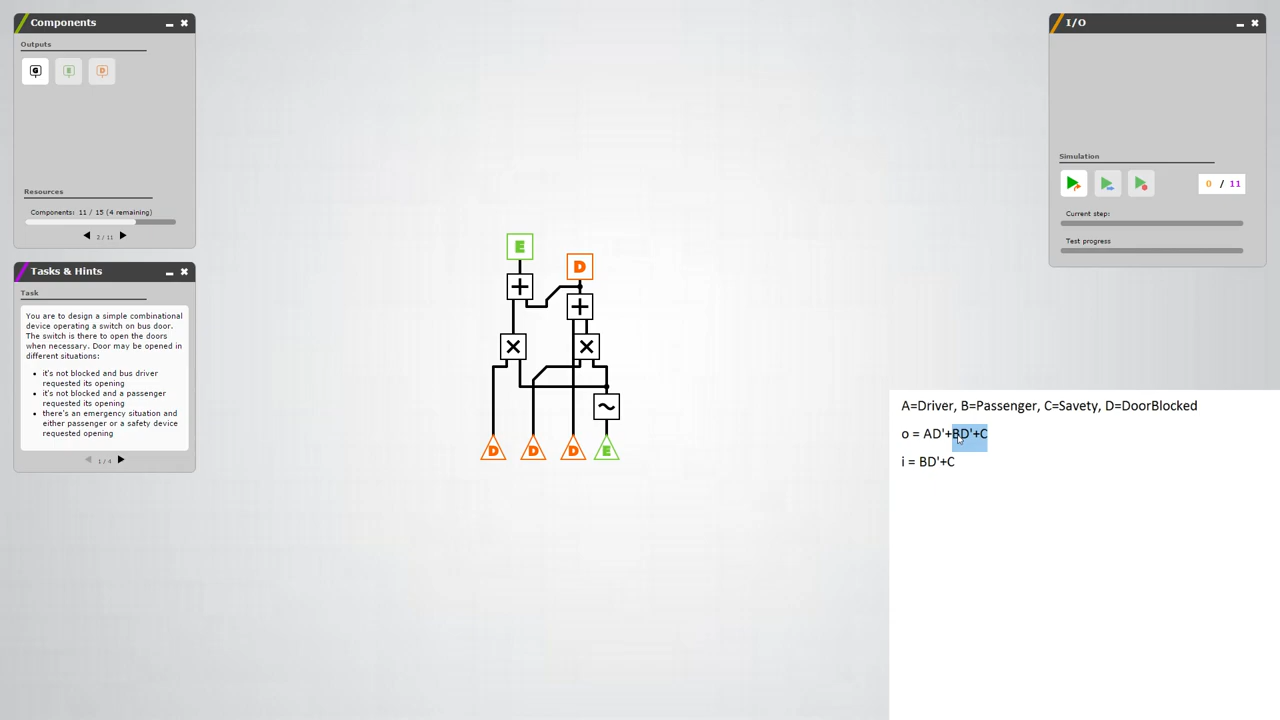 Components
Outputs
G E D
Resources
Components: 11 / 15 (4 remaining)
2 / 11
Tasks & Hints
Task
You are to design a simple combinational
device operating a switch on bus door.
The switch is there to open the doors
when necessary. Door may be opened in
different situations:
it's not blocked and bus driver
requested its opening
it's not blocked and a passenger
requested its opening
there's an emergency situation and
either passenger or a safety device
requested opening
1 / 4
E
D
+
+
×
×
~
D D D E
I/O
Simulation
0 / 11
Current step:
Test progress
A=Driver, B=Passenger, C=Savety, D=DoorBlocked
o = AD'+BD'+C
i = BD'+C